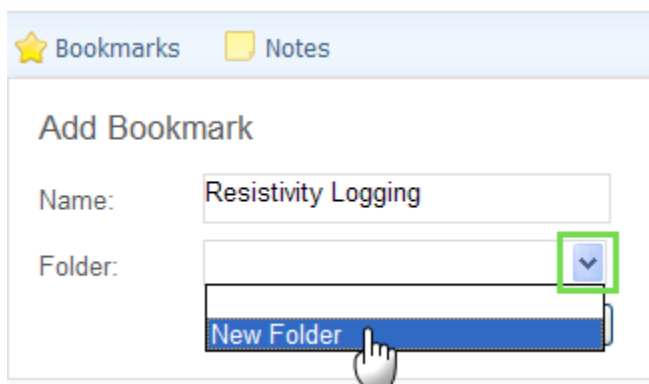 Bookmarks Notes
Add Bookmark
Name: Resistivity Logging
Folder:
New Folder